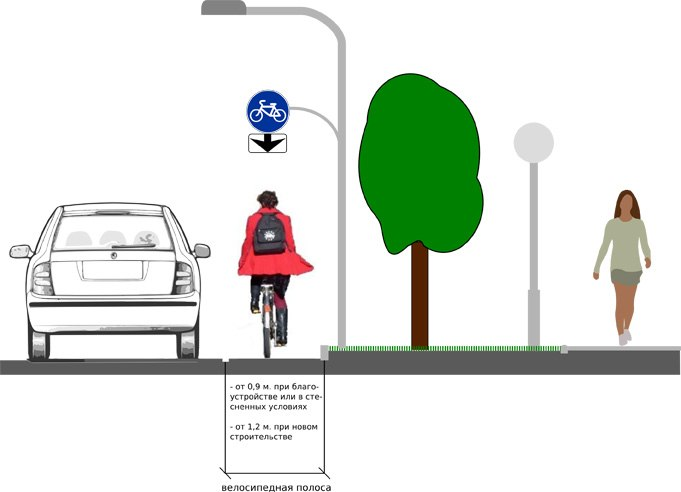 - от 0,9 м. при благо-
устройстве или в сте-
сненных условиях
- от 1,2 м. при новом
строительстве
велосипедная полоса